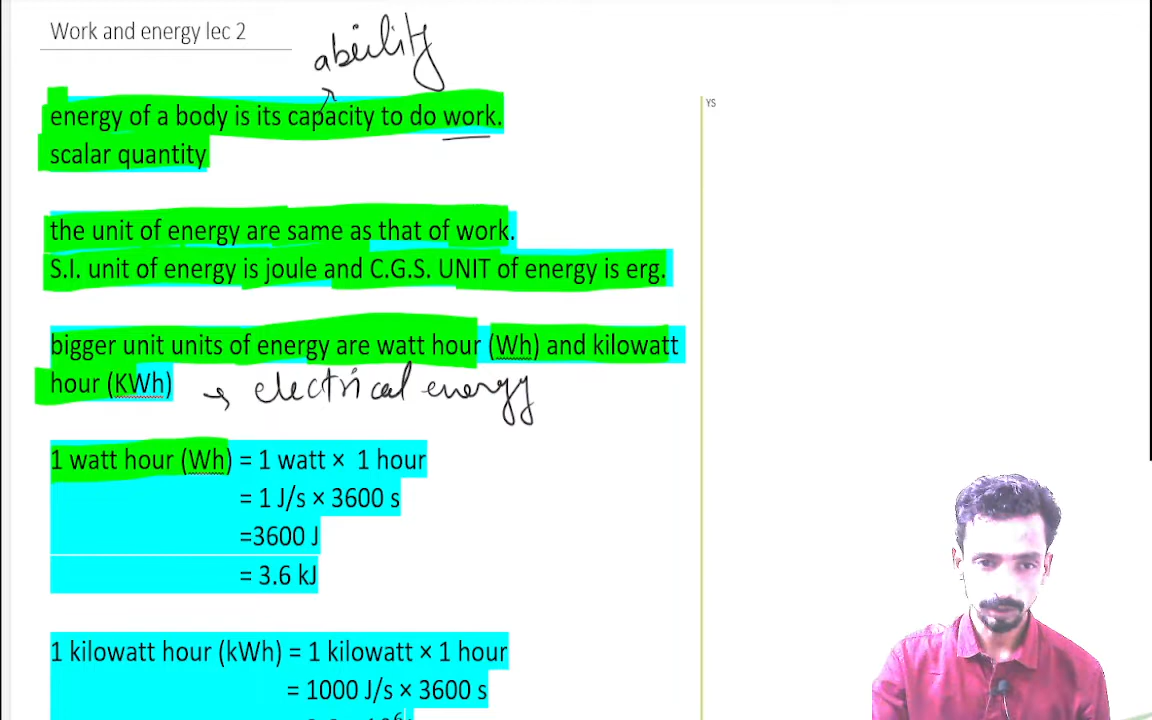 Work and energy lec 2
ability
energy of a body is its capacity to do work.
scalar quantity
YS
the unit of energy are same as that of work.
S.I. unit of energy is joule and C.G.S. UNIT of energy is erg.
bigger unit units of energy are watt hour (Wh) and kilowatt
hour (KWh) → electrical energy
1 watt hour (Wh) = 1 watt × 1 hour
= 1 J/s × 3600 s
=3600 J
= 3.6 kJ
1 kilowatt hour (kWh) = 1 kilowatt × 1 hour
= 1000 J/s × 3600 s